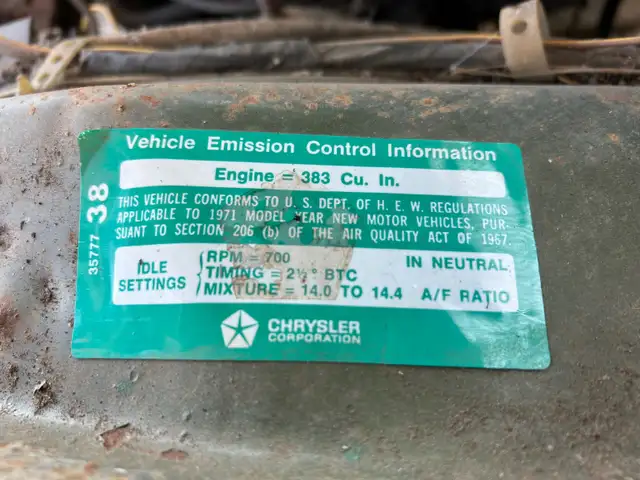 Vehicle Emission Control Information
Engine = 383 Cu. In.
THIS VEHICLE CONFORMS TO U. S. DEPT. OF H. E. W. REGULATIONS
APPLICABLE TO 1971 MODEL YEAR NEW MOTOR VEHICLES, PUR-
SUANT TO SECTION 206 (b) OF THE AIR QUALITY ACT OF 1967.
35777 38
IDLE SETTINGS
RPM = 700 IN NEUTRAL
TIMING = 2½° BTC
MIXTURE = 14.0 TO 14.4 A/F RATIO
CHRYSLER
CORPORATION